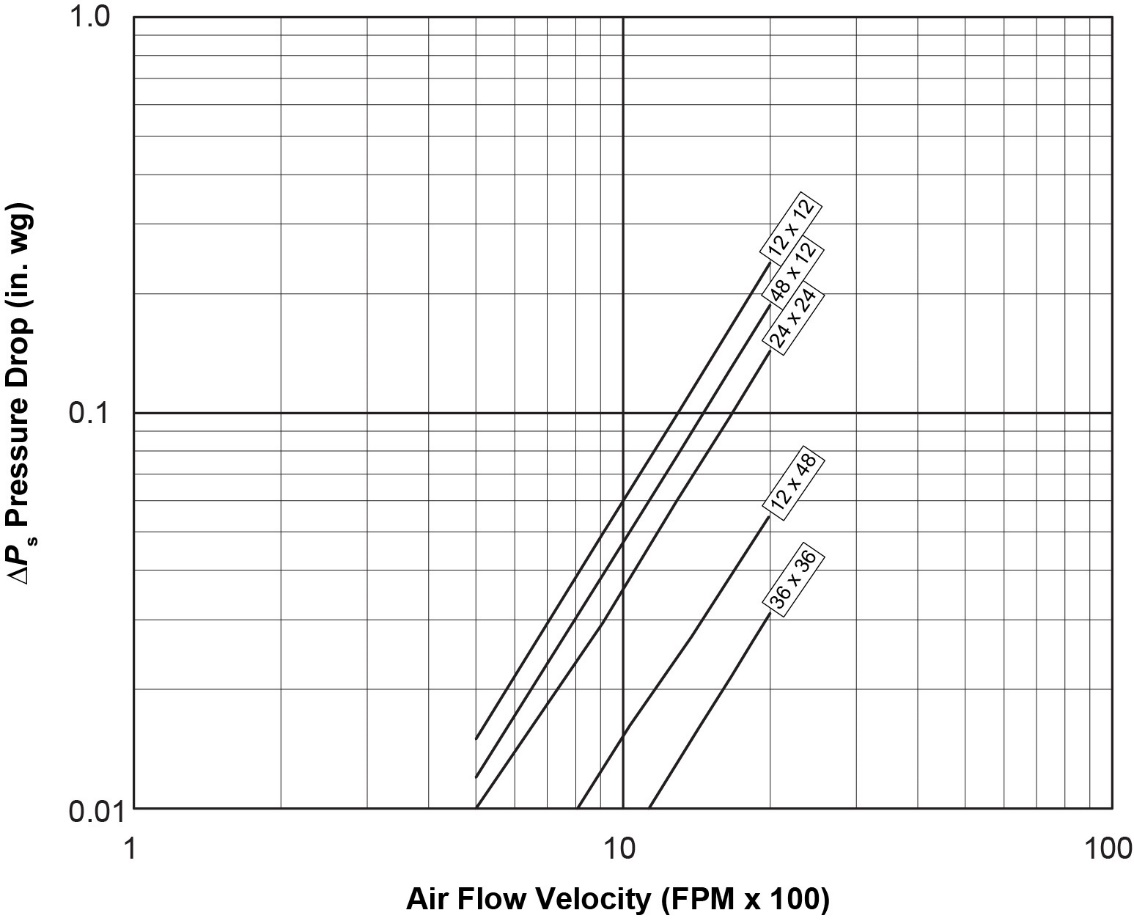 1.0
0.1
0.01
ΔPs Pressure Drop (in. wg)
12 x 12
48 x 12
24 x 24
12 x 48
36 x 36
1
10
100
Air Flow Velocity (FPM x 100)